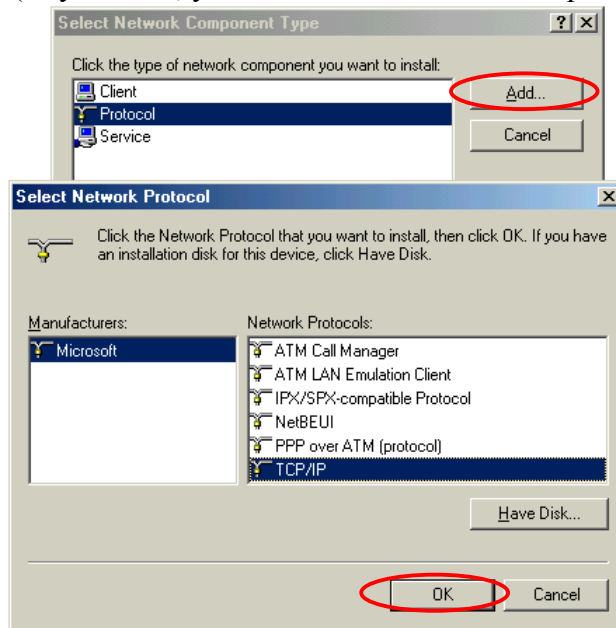 Select Network Component Type
Click the type of network component you want to install:
Client
Protocol
Service
Add...
Cancel
Select Network Protocol
Click the Network Protocol that you want to install, then click OK. If you have
an installation disk for this device, click Have Disk.
Manufacturers:
Microsoft
Network Protocols:
ATM Call Manager
ATM LAN Emulation Client
IPX/SPX-compatible Protocol
NetBEUI
PPP over ATM (protocol)
TCP/IP
Have Disk...
OK
Cancel